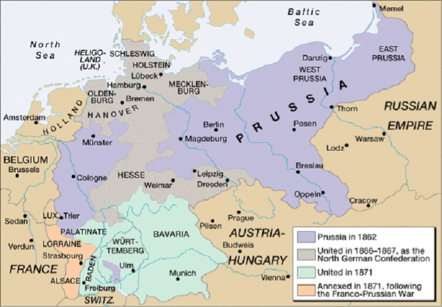 Baltic
Sea
Memel
North
Sea
HELIGO-
LAND
(U.K.)
SCHLESWIG
HOLSTEIN
Lübeck
Hamburg
MECKLEN-
BURG
Danzig
WEST
PRUSSIA
EAST
PRUSSIA
OLDEN-
BURG
Bremen
HANOVER
HOLLAND
Amsterdam
PRUSSIA
Berlin
Thorn
RUSSIAN
EMPIRE
Münster
Magdeburg
Posen
Warsaw
Lodz
BELGIUM
Brussels
Cologne
HESSE
Weimar
Leipzig
Dresden
Breslau
Oppeln
Cracow
Sedan
LUX.
Trier
PALATINATE
Verdun
LORRAINE
Strasbourg
FRANCE
ALSACE
BADEN
WÜRT-
TEMBERG
Ulm
Freiburg
SWITZ.
BAVARIA
Munich
Pilsen
Prague
AUSTRIA-
HUNGARY
Budweis
Vienna
Prussia in 1862
United in 1866–1867, as the
North German Confederation
United in 1871
Annexed in 1871, following
the Franco-Prussian War